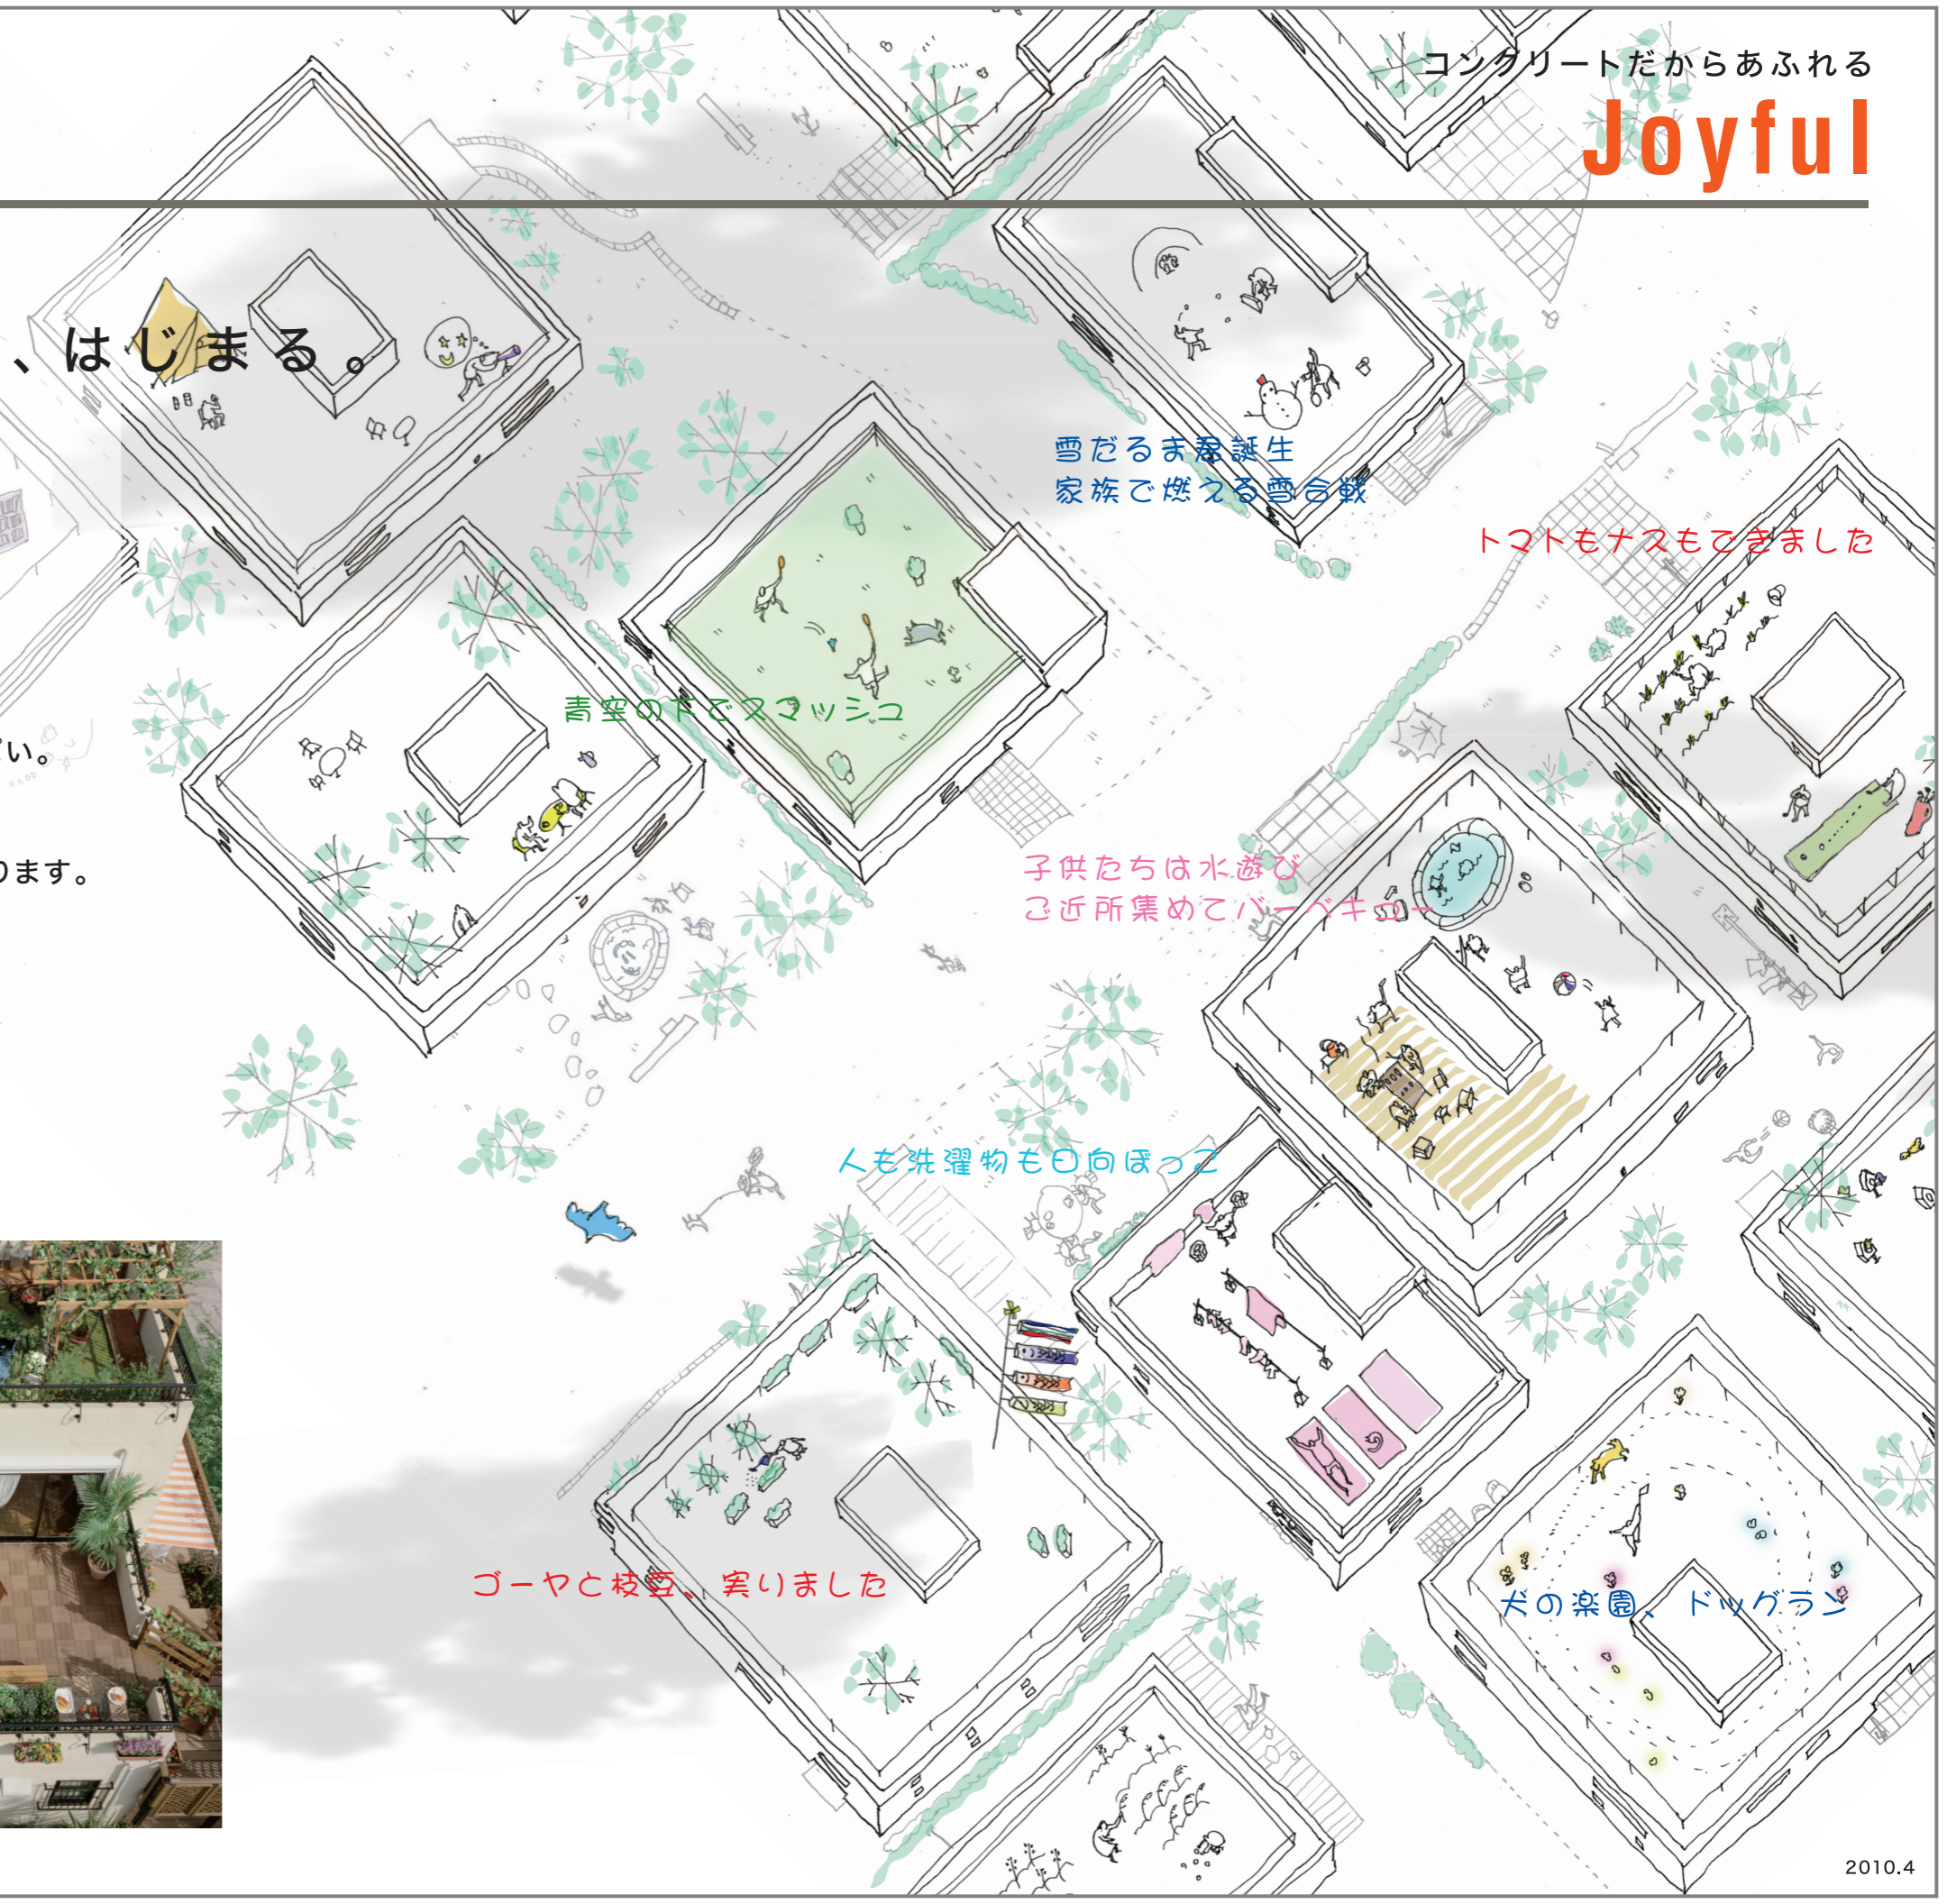 コンクリートだからあふれる
Joyful
、はじまる。
雪だるま君誕生
家族で燃える雪合戦
トマトもナスもできました
青空の下でスマッシュ
い。
ります。
子供たちは水遊び
ご近所集めてバーベキュー
人も洗濯物も日向ぼっこ
ゴーヤと枝豆、実りました
犬の楽園、ドッグラン
2010.4